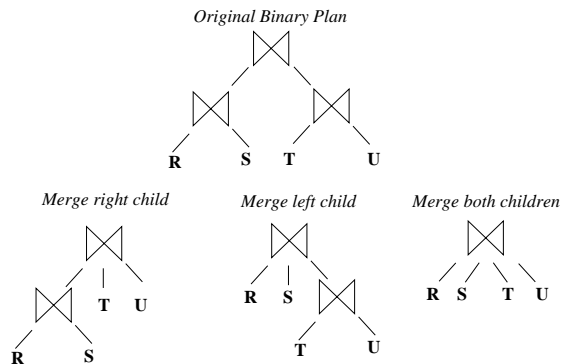 Original Binary Plan
R S T U
Merge right child
T U
R S
Merge left child
R S
T U
Merge both children
R S T U